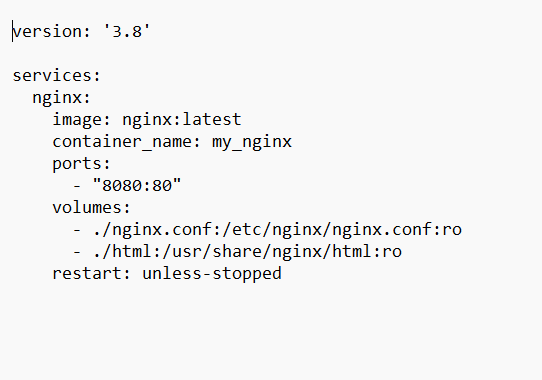 version: '3.8'

services:
  nginx:
    image: nginx:latest
    container_name: my_nginx
    ports:
      - "8080:80"
    volumes:
      - ./nginx.conf:/etc/nginx/nginx.conf:ro
      - ./html:/usr/share/nginx/html:ro
    restart: unless-stopped